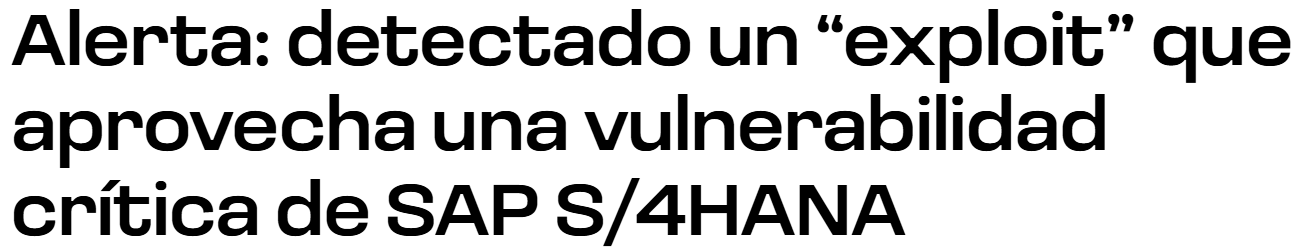 Alerta: detectado un “exploit” que
aprovecha una vulnerabilidad
crítica de SAP S/4HANA